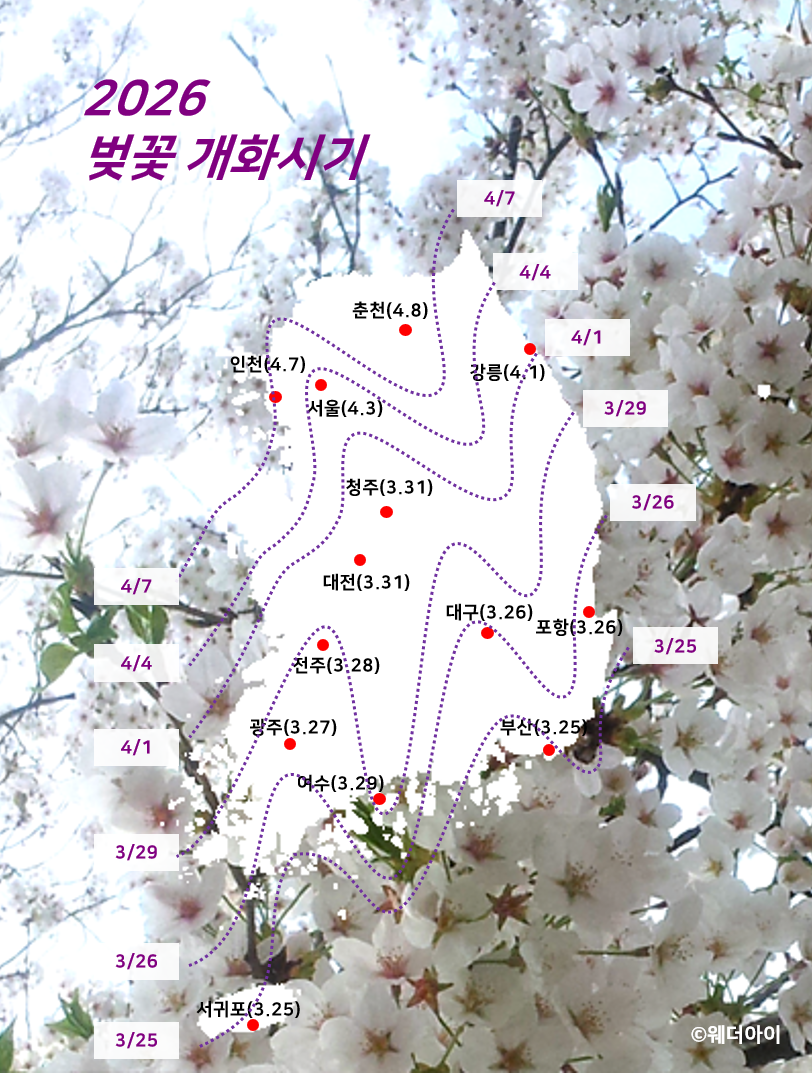 2026
벚꽃 개화시기
4/7
4/4
춘천(4.8)
4/1
인천(4.7)
강릉(4.1)
서울(4.3)
3/29
청주(3.31)
3/26
대전(3.31)
4/7
대구(3.26)
포항(3.26)
3/25
4/4
전주(3.28)
광주(3.27)
부산(3.25)
4/1
여수(3.29)
3/29
3/26
서귀포(3.25)
3/25
©웨더아이